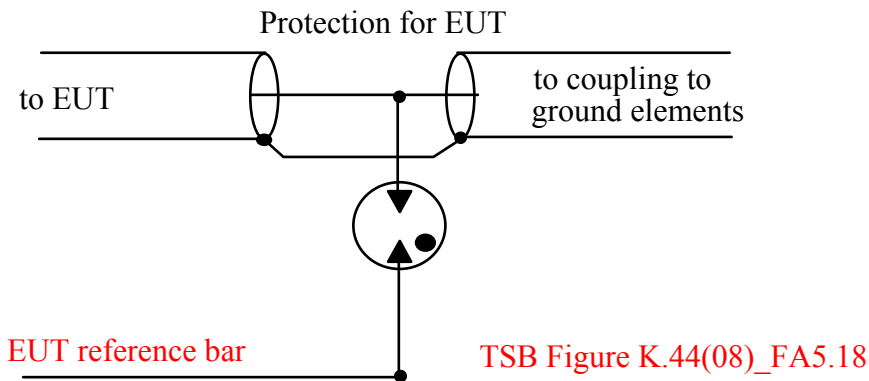 Protection for EUT
to EUT
to coupling to
ground elements
EUT reference bar
TSB Figure K.44(08)_FA5.18